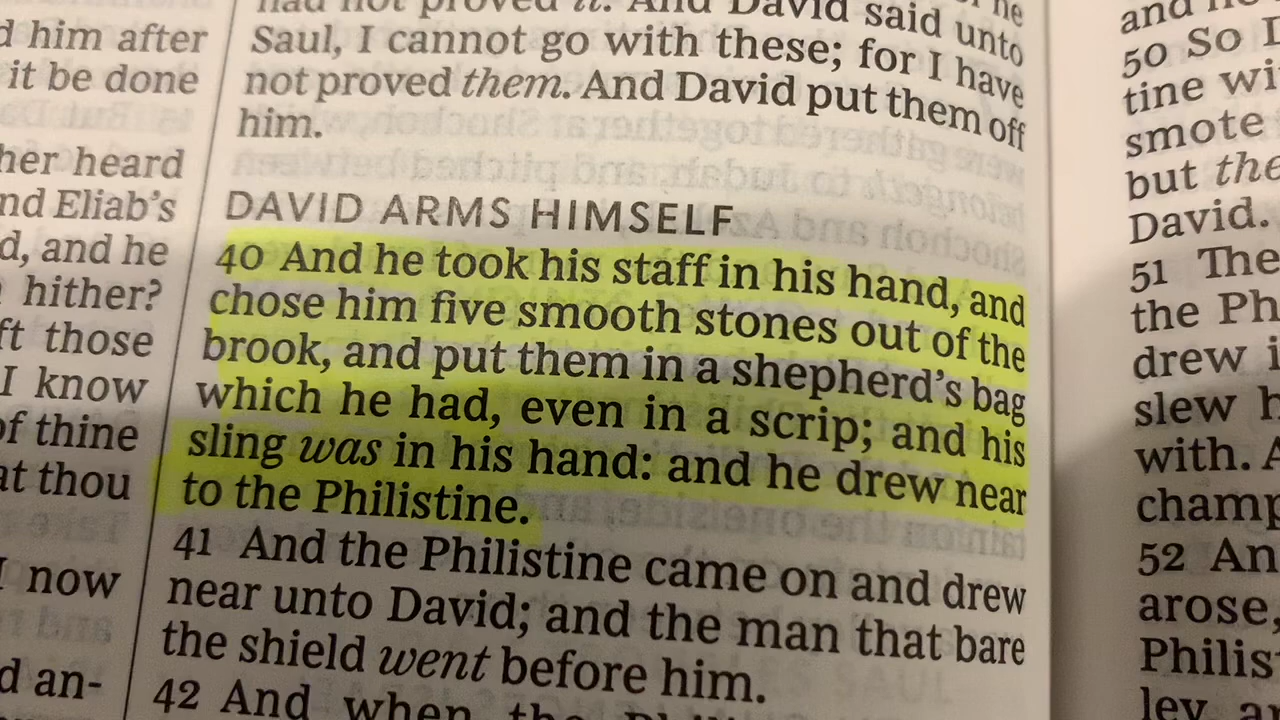 d him after
it be done
her heard
nd Eliab's
d, and he
hither?
ft those
I know
of thine
at thou
I now
d an-
had not proved it. And David said unto
Saul, I cannot go with these; for I have
not proved them. And David put them off
him.
DAVID ARMS HIMSELF
40 And he took his staff in his hand, and
chose him five smooth stones out of the
brook, and put them in a shepherd's bag
which he had, even in a scrip; and his
sling was in his hand: and he drew near
to the Philistine.
41 And the Philistine came on and drew
near unto David; and the man that bare
the shield went before him.
42 And when the
and he
50 So
tine wi
smote
but the
David.
51 The
the Ph
drew i
slew h
with. A
champ
52 An
arose,
Philis
ley an